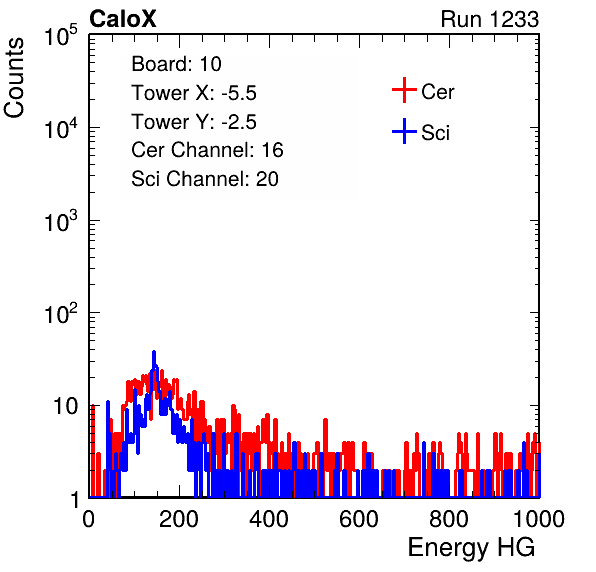 CaloX Run 1233
Counts
Board: 10
Tower X: -5.5
Tower Y: -2.5
Cer Channel: 16
Sci Channel: 20
Cer
Sci
10^5
10^4
10^3
10^2
10
1
0 200 400 600 800 1000
Energy HG